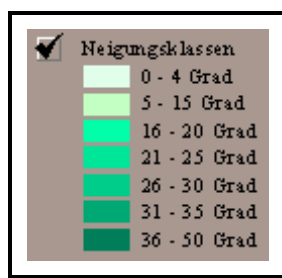 Neigungsklassen
0 - 4 Grad
5 - 15 Grad
16 - 20 Grad
21 - 25 Grad
26 - 30 Grad
31 - 35 Grad
36 - 50 Grad